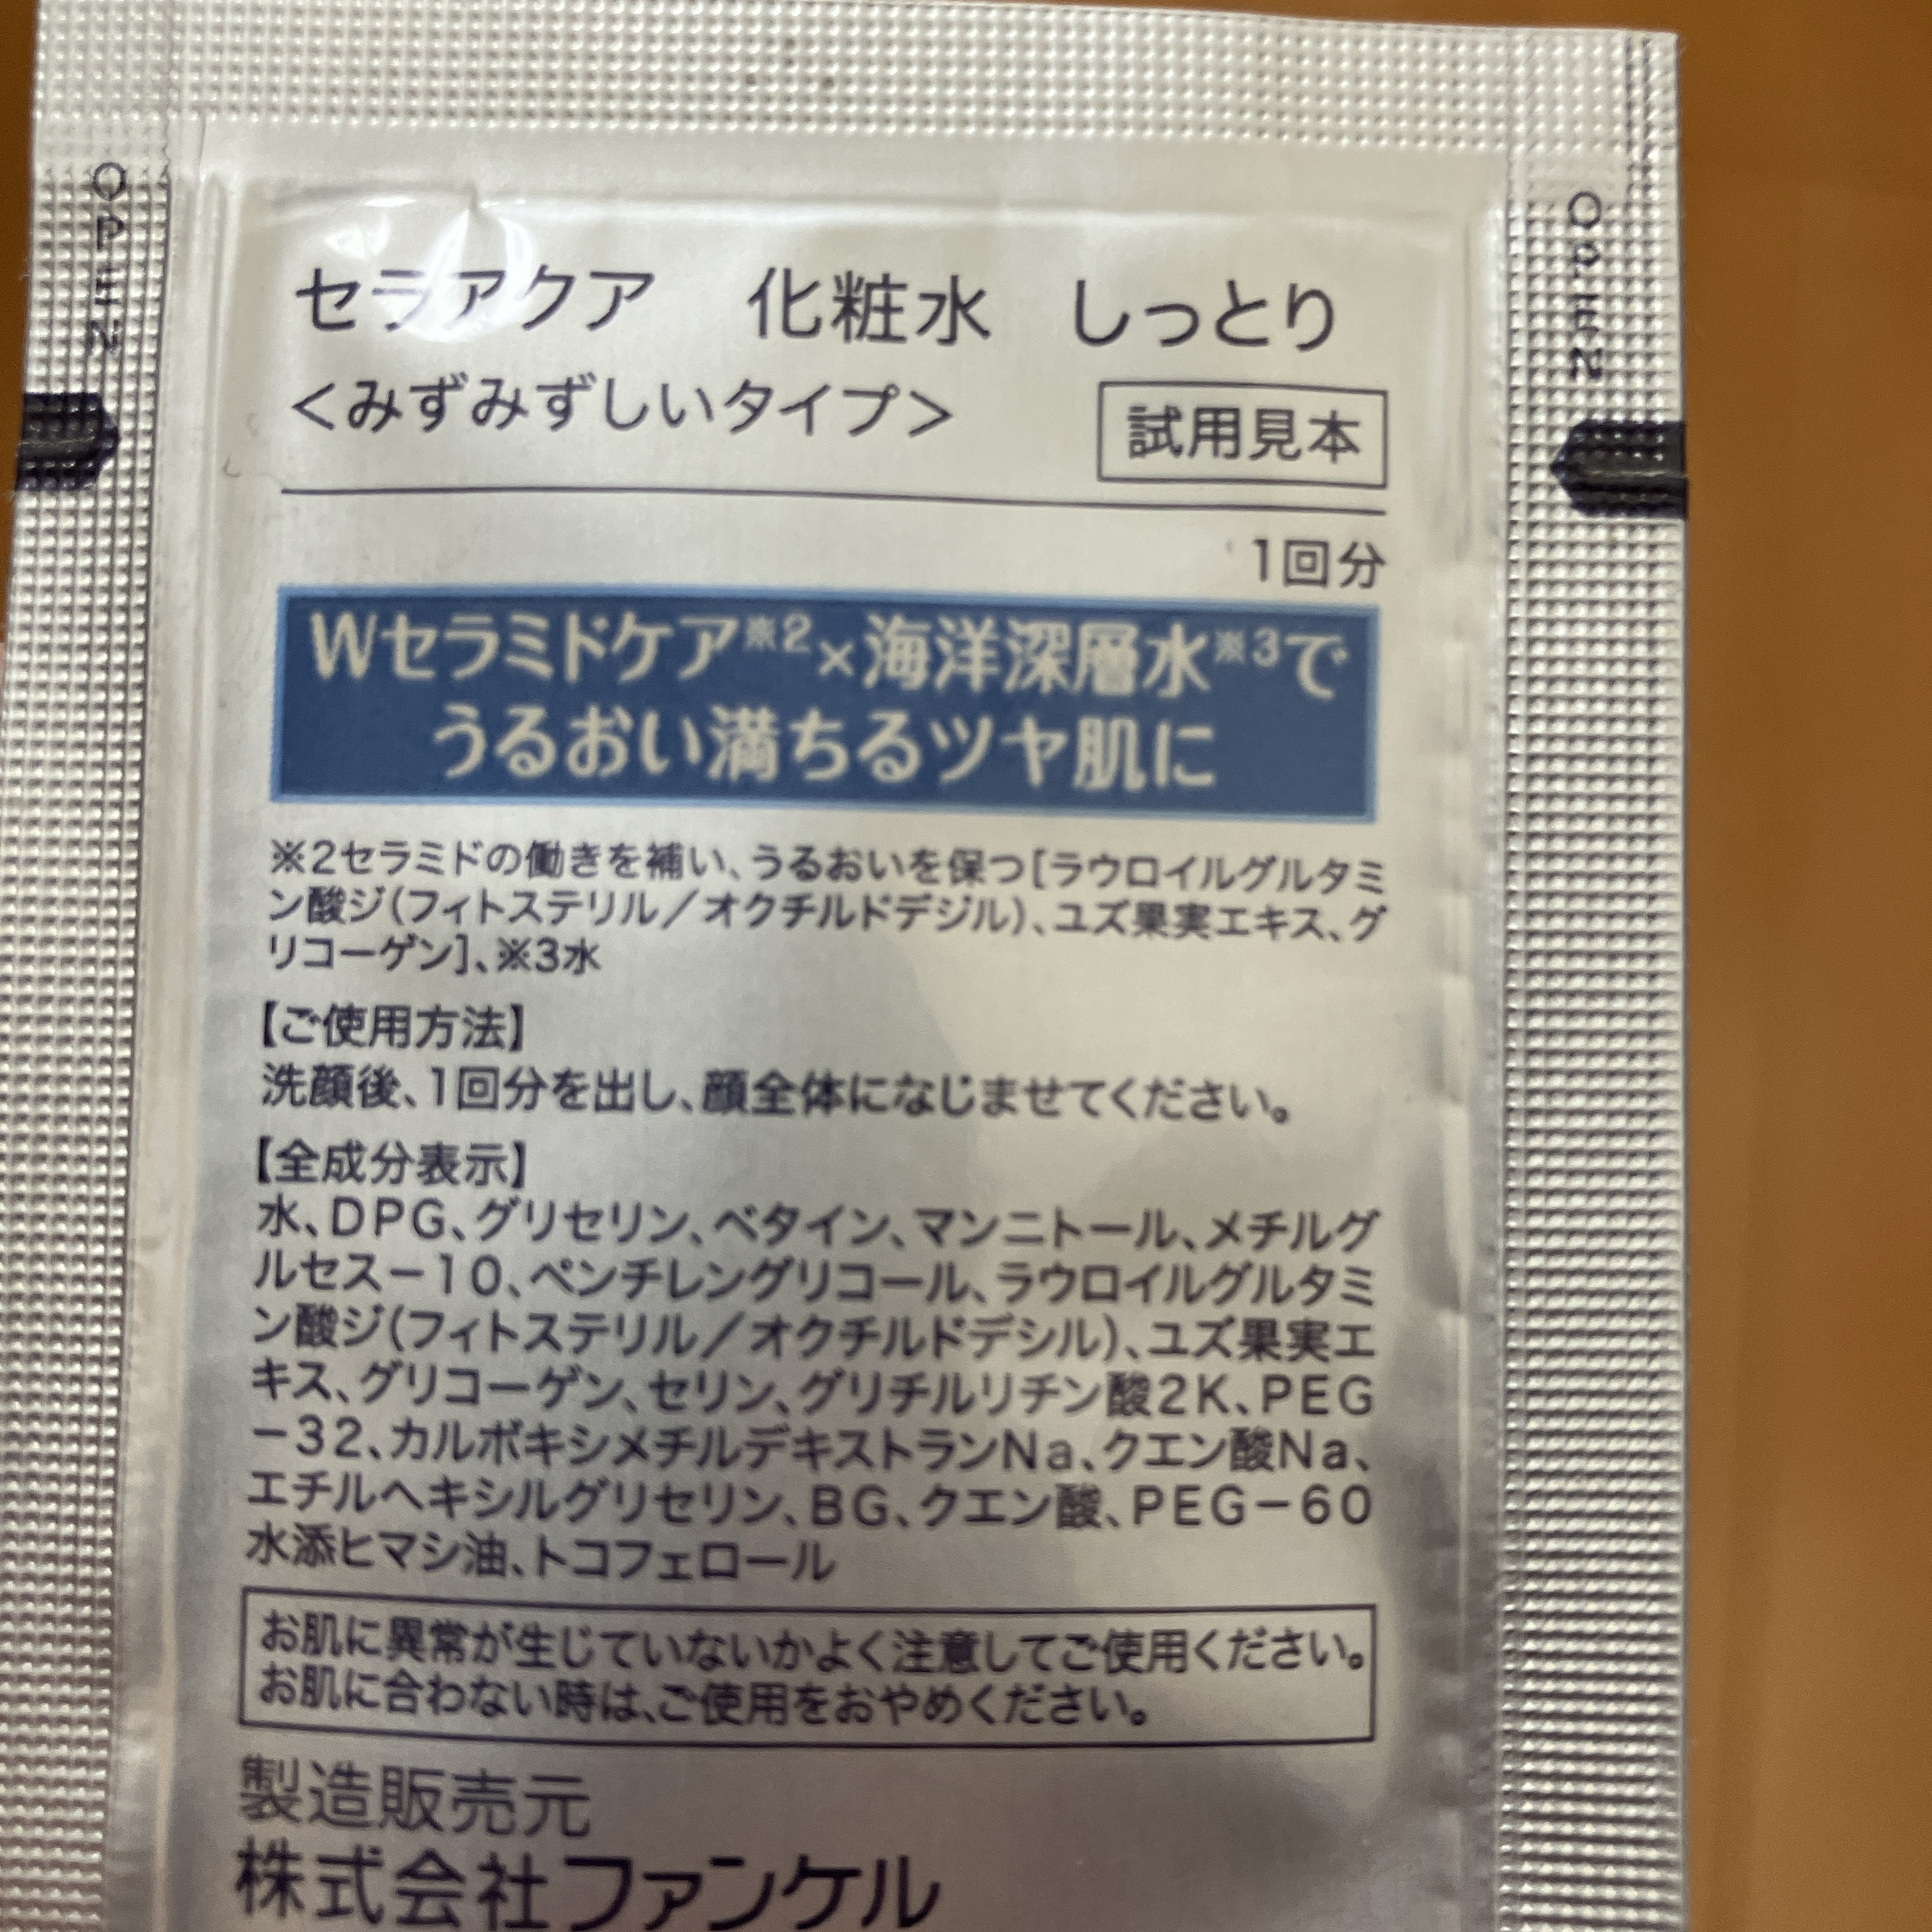 セラアクア 化粧水 しっとり
<みずみずしいタイプ> 試用見本
1回分
Wセラミドケア※2×海洋深層水※3で
うるおい満ちるツヤ肌に
※2セラミドの働きを補い、うるおいを保つ[ラウロイルグルタミ
ン酸ジ(フィトステリル/オクチルドデジル)、ユズ果実エキス、グ
リコーゲン]、※3水
【ご使用方法】
洗顔後、1回分を出し、顔全体になじませてください。
【全成分表示】
水、DPG、グリセリン、ベタイン、マンニトール、メチルグ
ルセス−10、ペンチレングリコール、ラウロイルグルタミ
ン酸ジ(フィトステリル/オクチルドデシル)、ユズ果実エ
キス、グリコーゲン、セリン、グリチルリチン酸2K、PEG
−32、カルボキシメチルデキストランNa、クエン酸Na、
エチルヘキシルグリセリン、BG、クエン酸、PEG−60
水添ヒマシ油、トコフェロール
お肌に異常が生じていないかよく注意してご使用ください。
お肌に合わない時は、ご使用をおやめください。
製造販売元
株式会社ファンケル